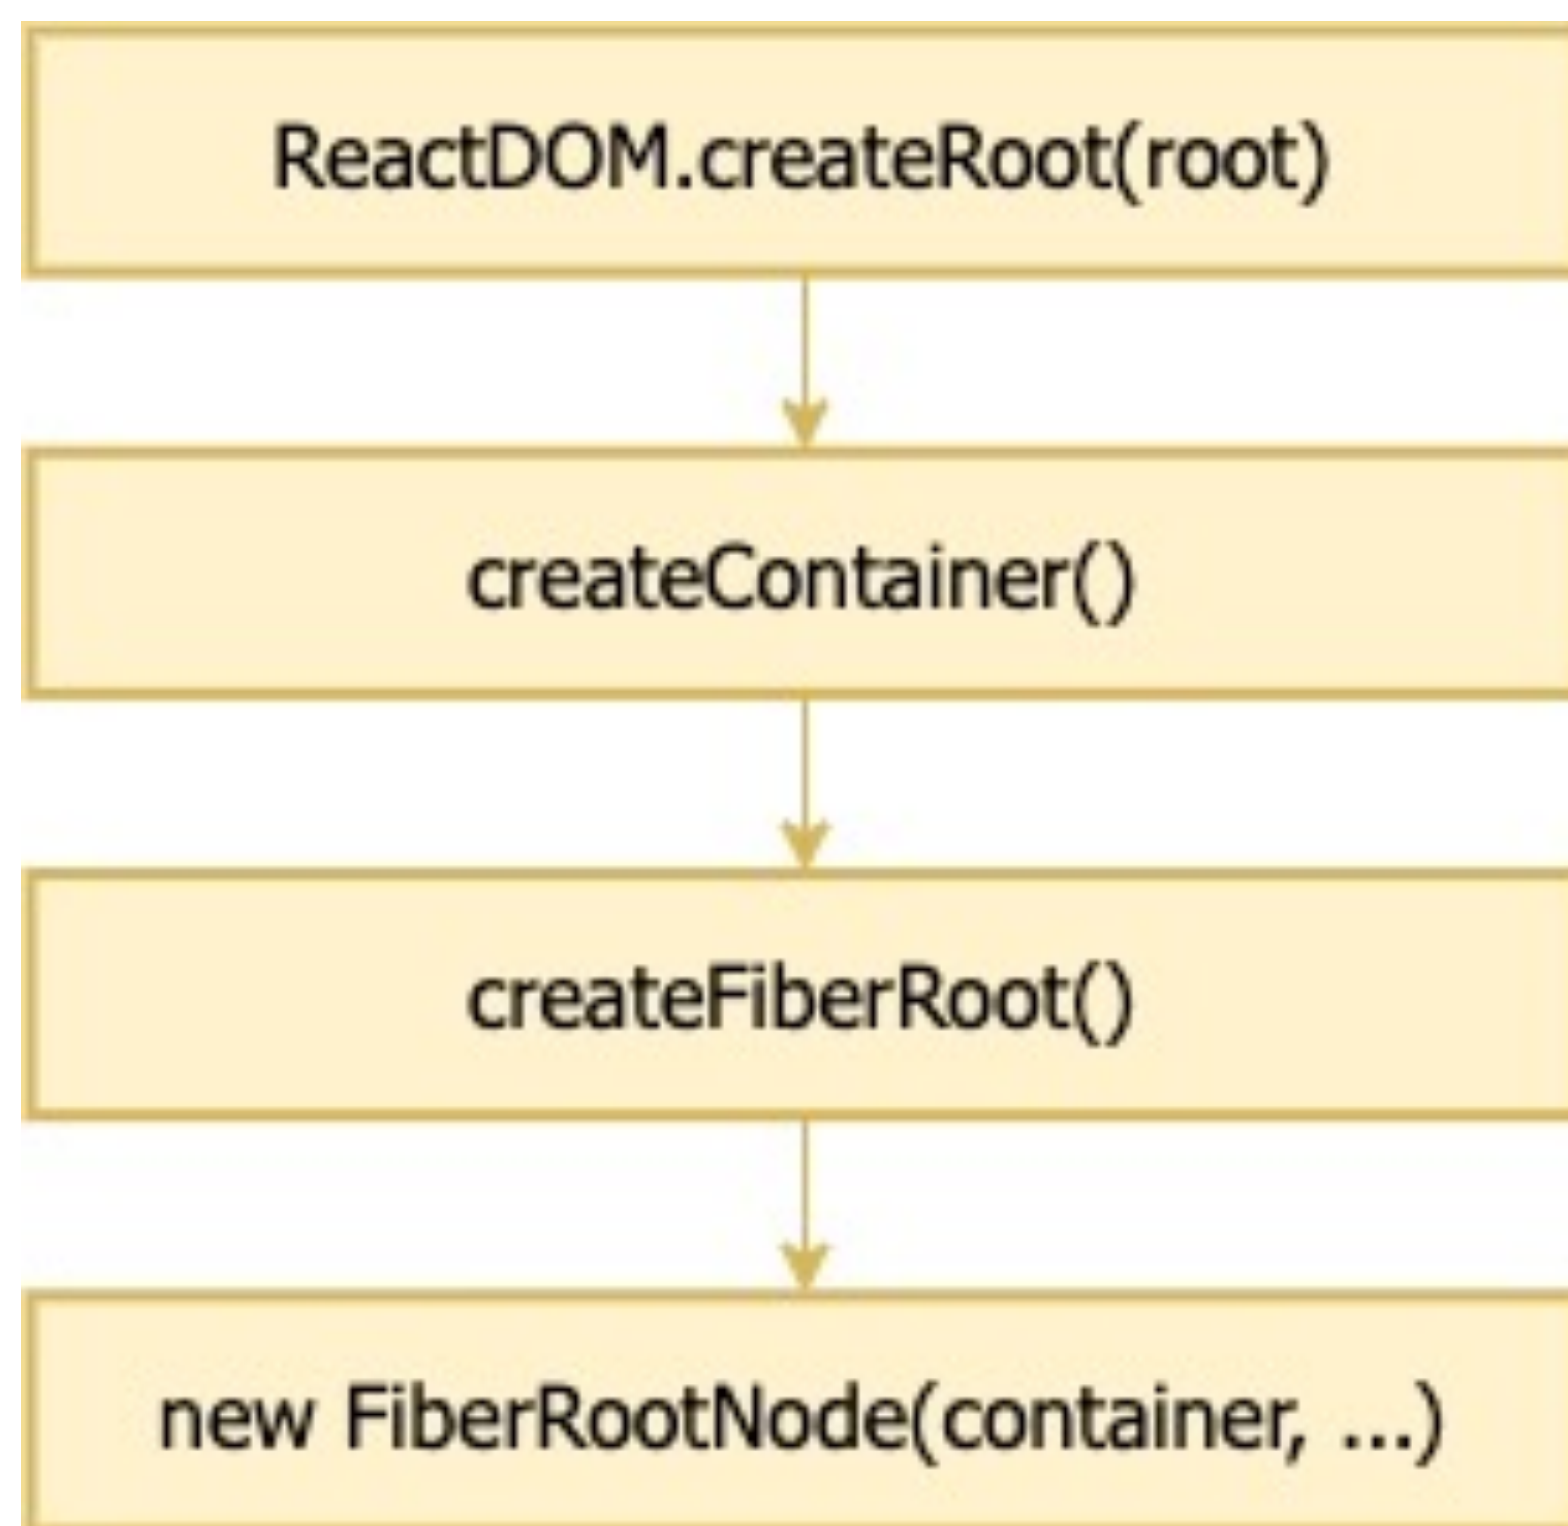 ReactDOM.createRoot(root)
createContainer()
createFiberRoot()
new FiberRootNode(container, ...)